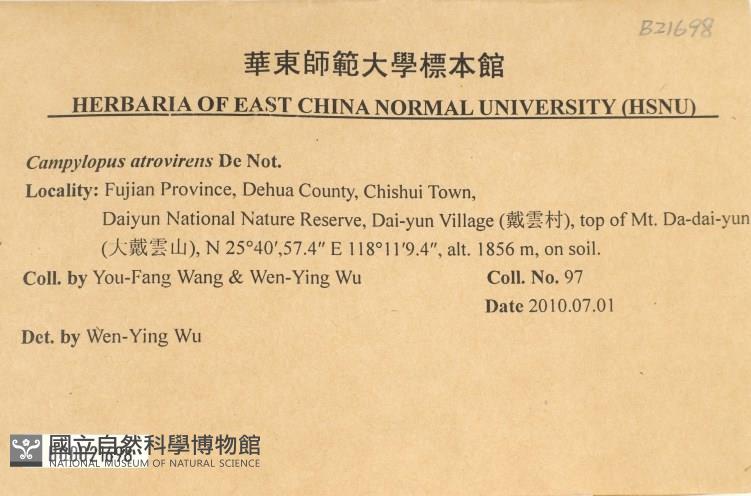 B21698
華東師範大學標本館
HERBARIA OF EAST CHINA NORMAL UNIVERSITY (HSNU)
Campylopus atrovirens De Not.
Locality: Fujian Province, Dehua County, Chishui Town,
Daiyun National Nature Reserve, Dai-yun Village (戴雲村), top of Mt. Da-dai-yun
(大戴雲山), N 25°40′,57.4″ E 118°11′9.4″, alt. 1856 m, on soil.
Coll. by You-Fang Wang & Wen-Ying Wu
Coll. No. 97
Date 2010.07.01
Det. by Wen-Ying Wu
國立自然科學博物館
NATIONAL MUSEUM OF NATURAL SCIENCE